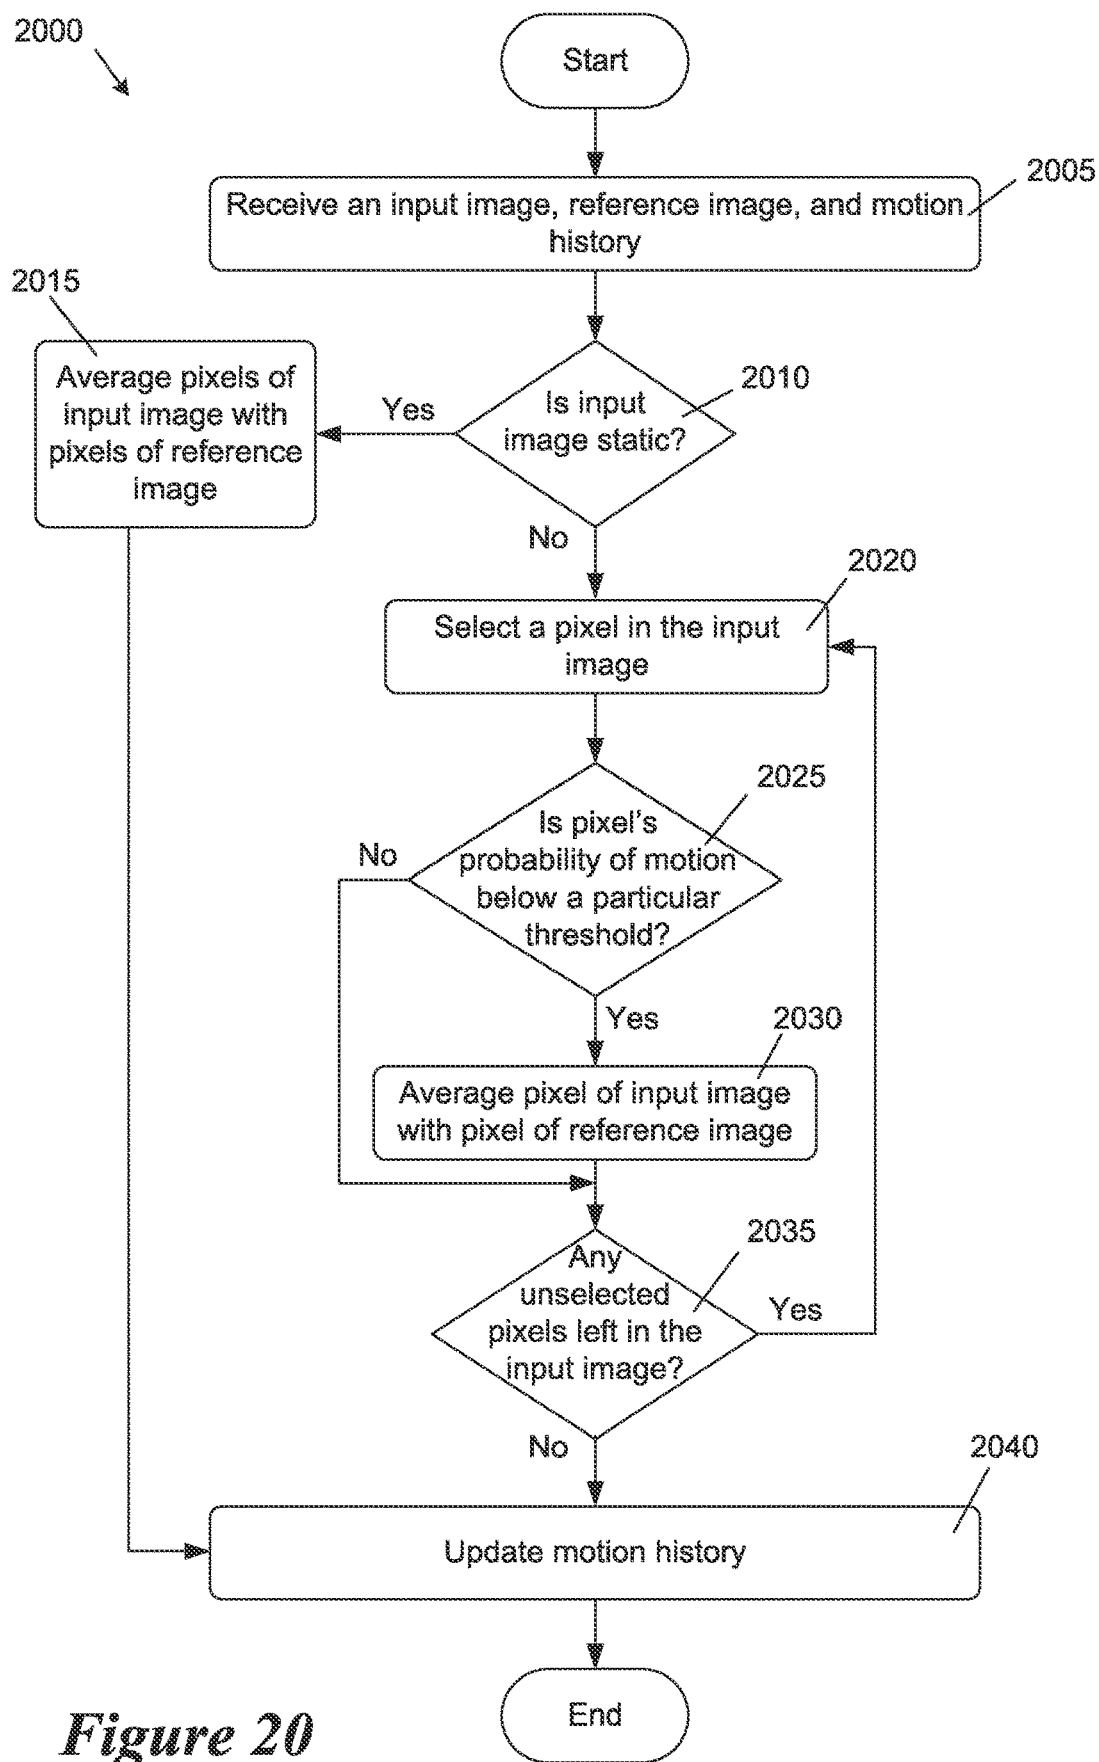 2000
Start
2005
Receive an input image, reference image, and motion
history
2015
Average pixels of
input image with
pixels of reference
image
Yes
2010
Is input
image static?
No
2020
Select a pixel in the input
image
2025
Is pixel's
probability of motion
below a particular
threshold?
No
Yes
2030
Average pixel of input image
with pixel of reference image
2035
Any
unselected
pixels left in the
input image?
Yes
No
2040
Update motion history
End
Figure 20